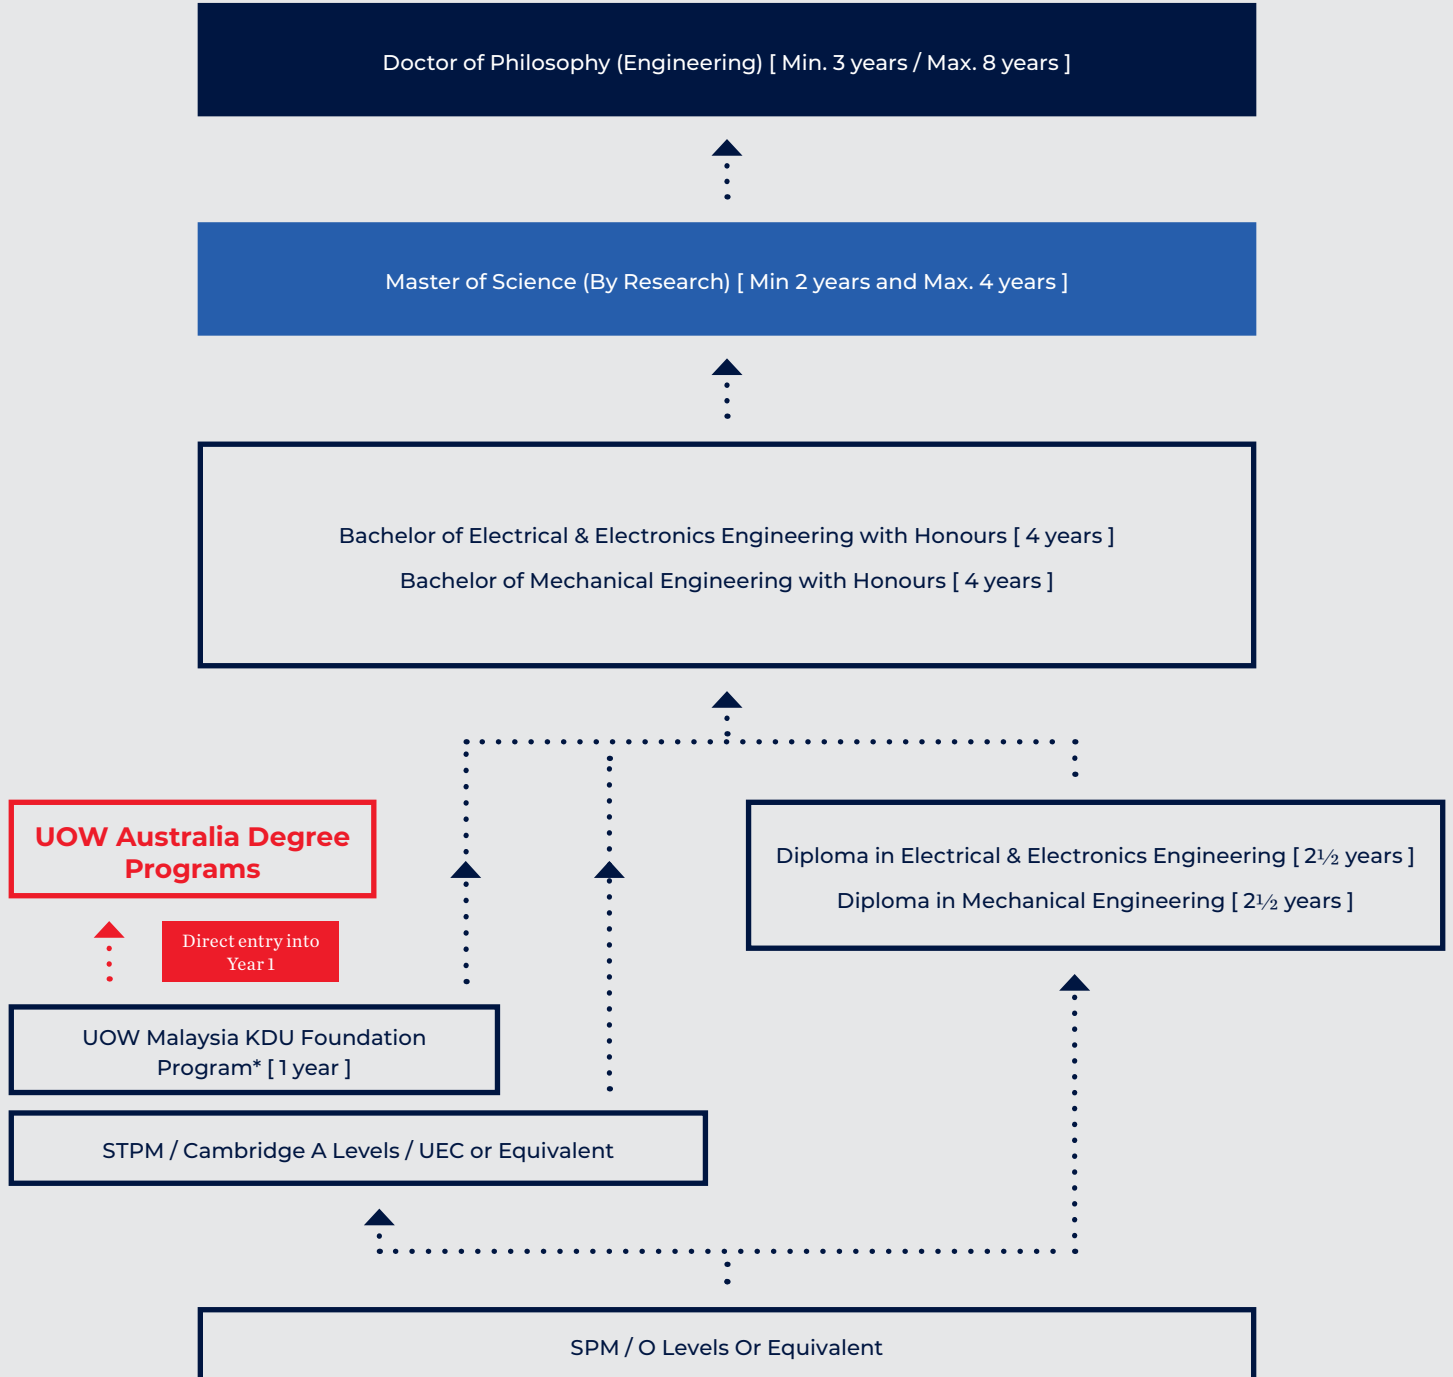 Doctor of Philosophy (Engineering) [ Min. 3 years / Max. 8 years ]
Master of Science (By Research) [ Min 2 years and Max. 4 years ]
Bachelor of Electrical & Electronics Engineering with Honours [ 4 years ]
Bachelor of Mechanical Engineering with Honours [ 4 years ]
UOW Australia Degree
Programs
Diploma in Electrical & Electronics Engineering [ 2½ years ]
Diploma in Mechanical Engineering [ 2½ years ]
Direct entry into
Year 1
UOW Malaysia KDU Foundation
Program* [ 1 year ]
STPM / Cambridge A Levels / UEC or Equivalent
SPM / O Levels Or Equivalent